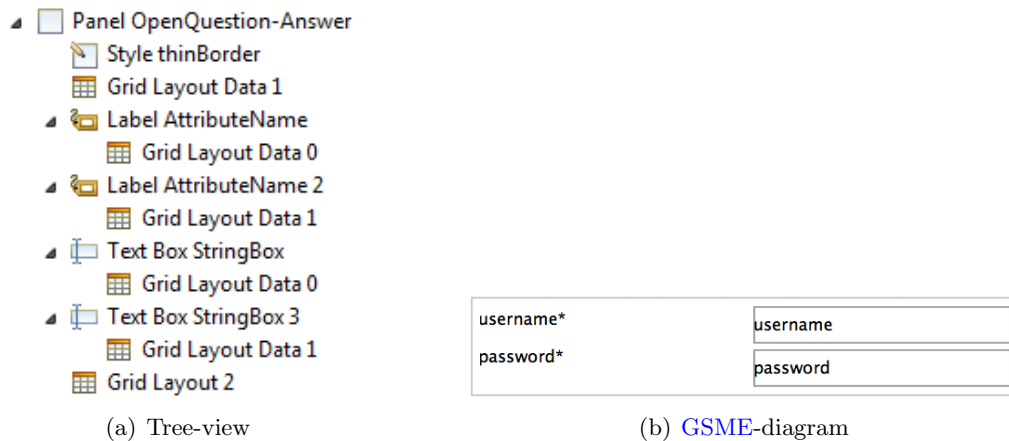 Panel OpenQuestion-Answer
Style thinBorder
Grid Layout Data 1
Label AttributeName
Grid Layout Data 0
Label AttributeName 2
Grid Layout Data 1
Text Box StringBox
Grid Layout Data 0
Text Box StringBox 3
Grid Layout Data 1
Grid Layout 2
(a) Tree-view
username* username
password* password
(b) GSME-diagram